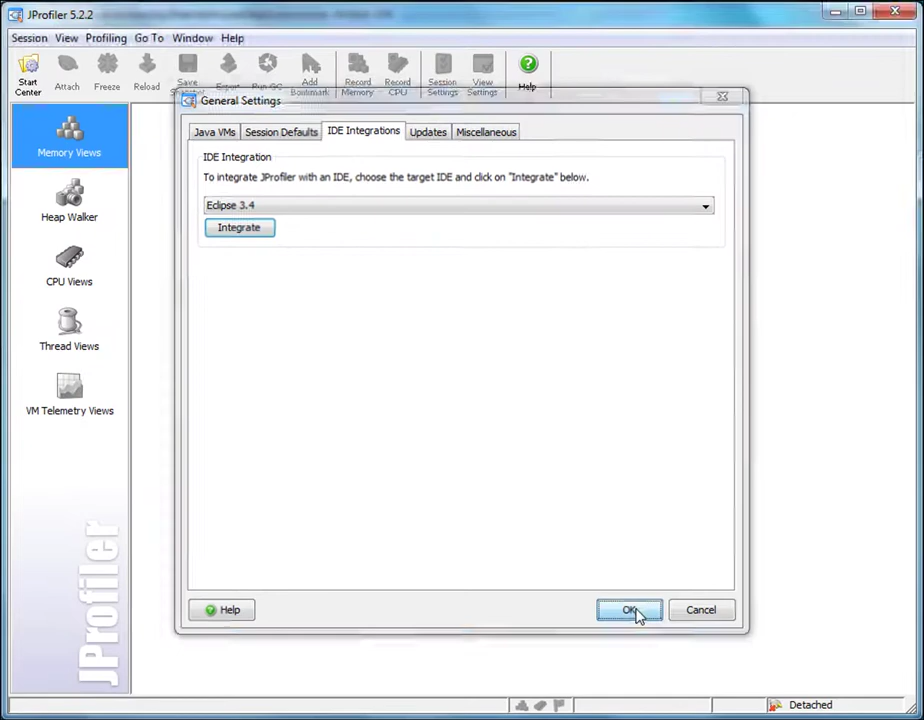 JProfiler 5.2.2
Session View Profiling Go To Window Help
Start Center
Attach
Freeze
Reload
Save
Run GC
Add Bookmark
Record Memory
Record CPU
Session Settings
View Settings
Help
General Settings
Java VMs Session Defaults IDE Integrations Updates Miscellaneous
IDE Integration
To integrate JProfiler with an IDE, choose the target IDE and click on "Integrate" below.
Eclipse 3.4
Integrate
Memory Views
Heap Walker
CPU Views
Thread Views
VM Telemetry Views
JProfiler
Help
OK
Cancel
Detached